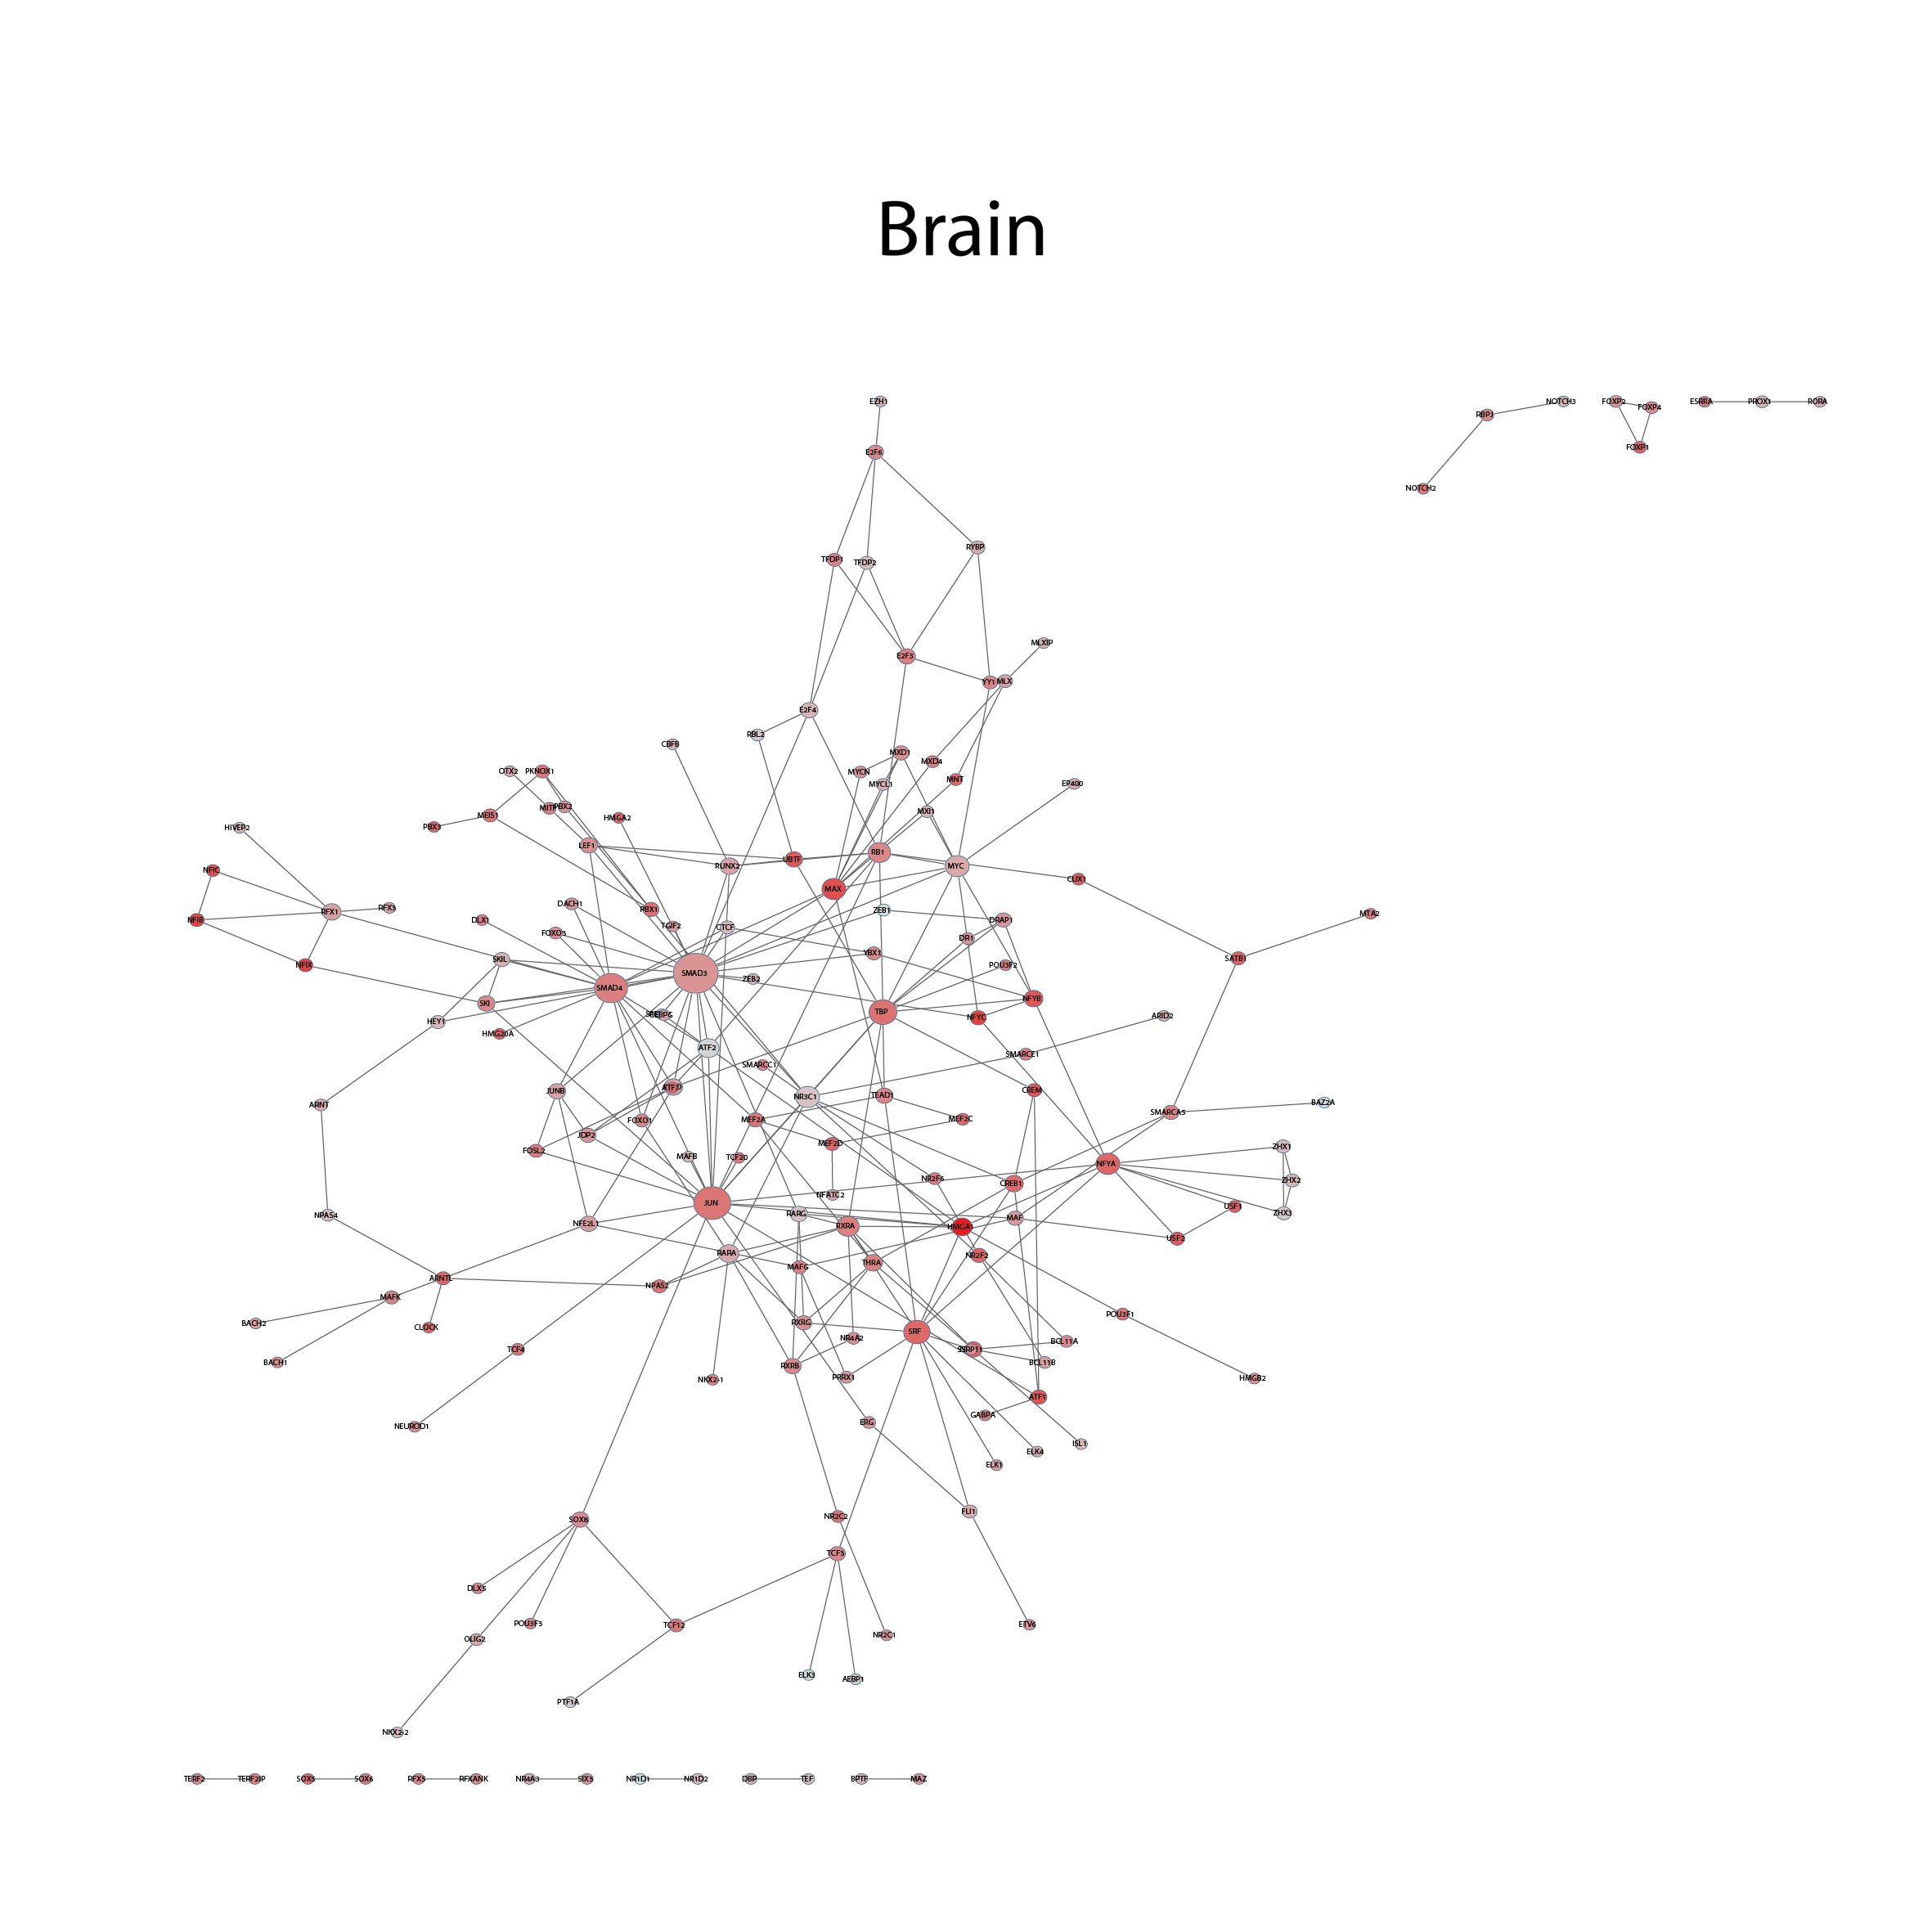 Brain
EZH1
NOTCH3
FOXP2
ESRRA
PROX1
RORA
FOXP4
RBPJ
FOXP1
E2F6
NOTCH2
RYBP
TFDP1
TFDP2
MLXIP
E2F3
YY1
MLX
E2F4
RBL2
CBFB
MXD1
MXD4
OTX2
PKNOX1
MYCN
MNT
MYCL1
EP400
PBX2
MXI1
MEIS1
HMGA2
PBX3
HIVEP2
LEF1
RB1
UBTF
RUNX2
MYC
NFIC
CUX1
MAX
DACH1
RFX1
PBX1
ZEB1
MTA2
NFIB
DLX1
DRAP1
TGIF2
CTCF
FOXO3
DR1
YBX1
SKIL
SATB1
NFIX
POU3F2
SMAD3
ZEB2
SMAD4
NFYB
SKI
TBP
CEBPG
NFYC
ARID2
HEY1
HMG20A
ATF2
SMARCE1
SMARCC1
JUNB
CREM
TEAD1
NR3C1
BAZ2A
ARNT
SMARCA5
FOXO1
MEF2A
MEF2C
JDP2
MEF2D
ZHX1
FOSL2
MAFB
TCF20
NFYA
NR2F6
ZHX2
CREB1
NFATC2
JUN
USF1
ZHX3
NPAS4
RARG
MAF
NFE2L1
RXRA
HMGA1
USF2
RARA
NR2F2
THRA
MAFG
ARNTL
NPAS2
MAFK
POU3F1
BACH2
CLOCK
RXRG
SRF
NR4A2
BCL11A
TCF4
BACH1
BCL11B
RXRB
NKX2-1
PRRX1
HMGB2
ATF1
GABPA
NEUROD1
ERG
ISL1
ELK4
ELK1
FLI1
NR2C2
SOX8
TCF3
DLX5
POU3F3
TCF12
ETV6
NR2C1
OLIG2
ELK3
AEBP1
PTF1A
NKX2-2
TERF2
TERF2IP
SOX5
SOX6
RFX5
RFXANK
NR4A3
SIX3
NR1D1
NR1D2
DBP
TEF
BPTF
MAZ